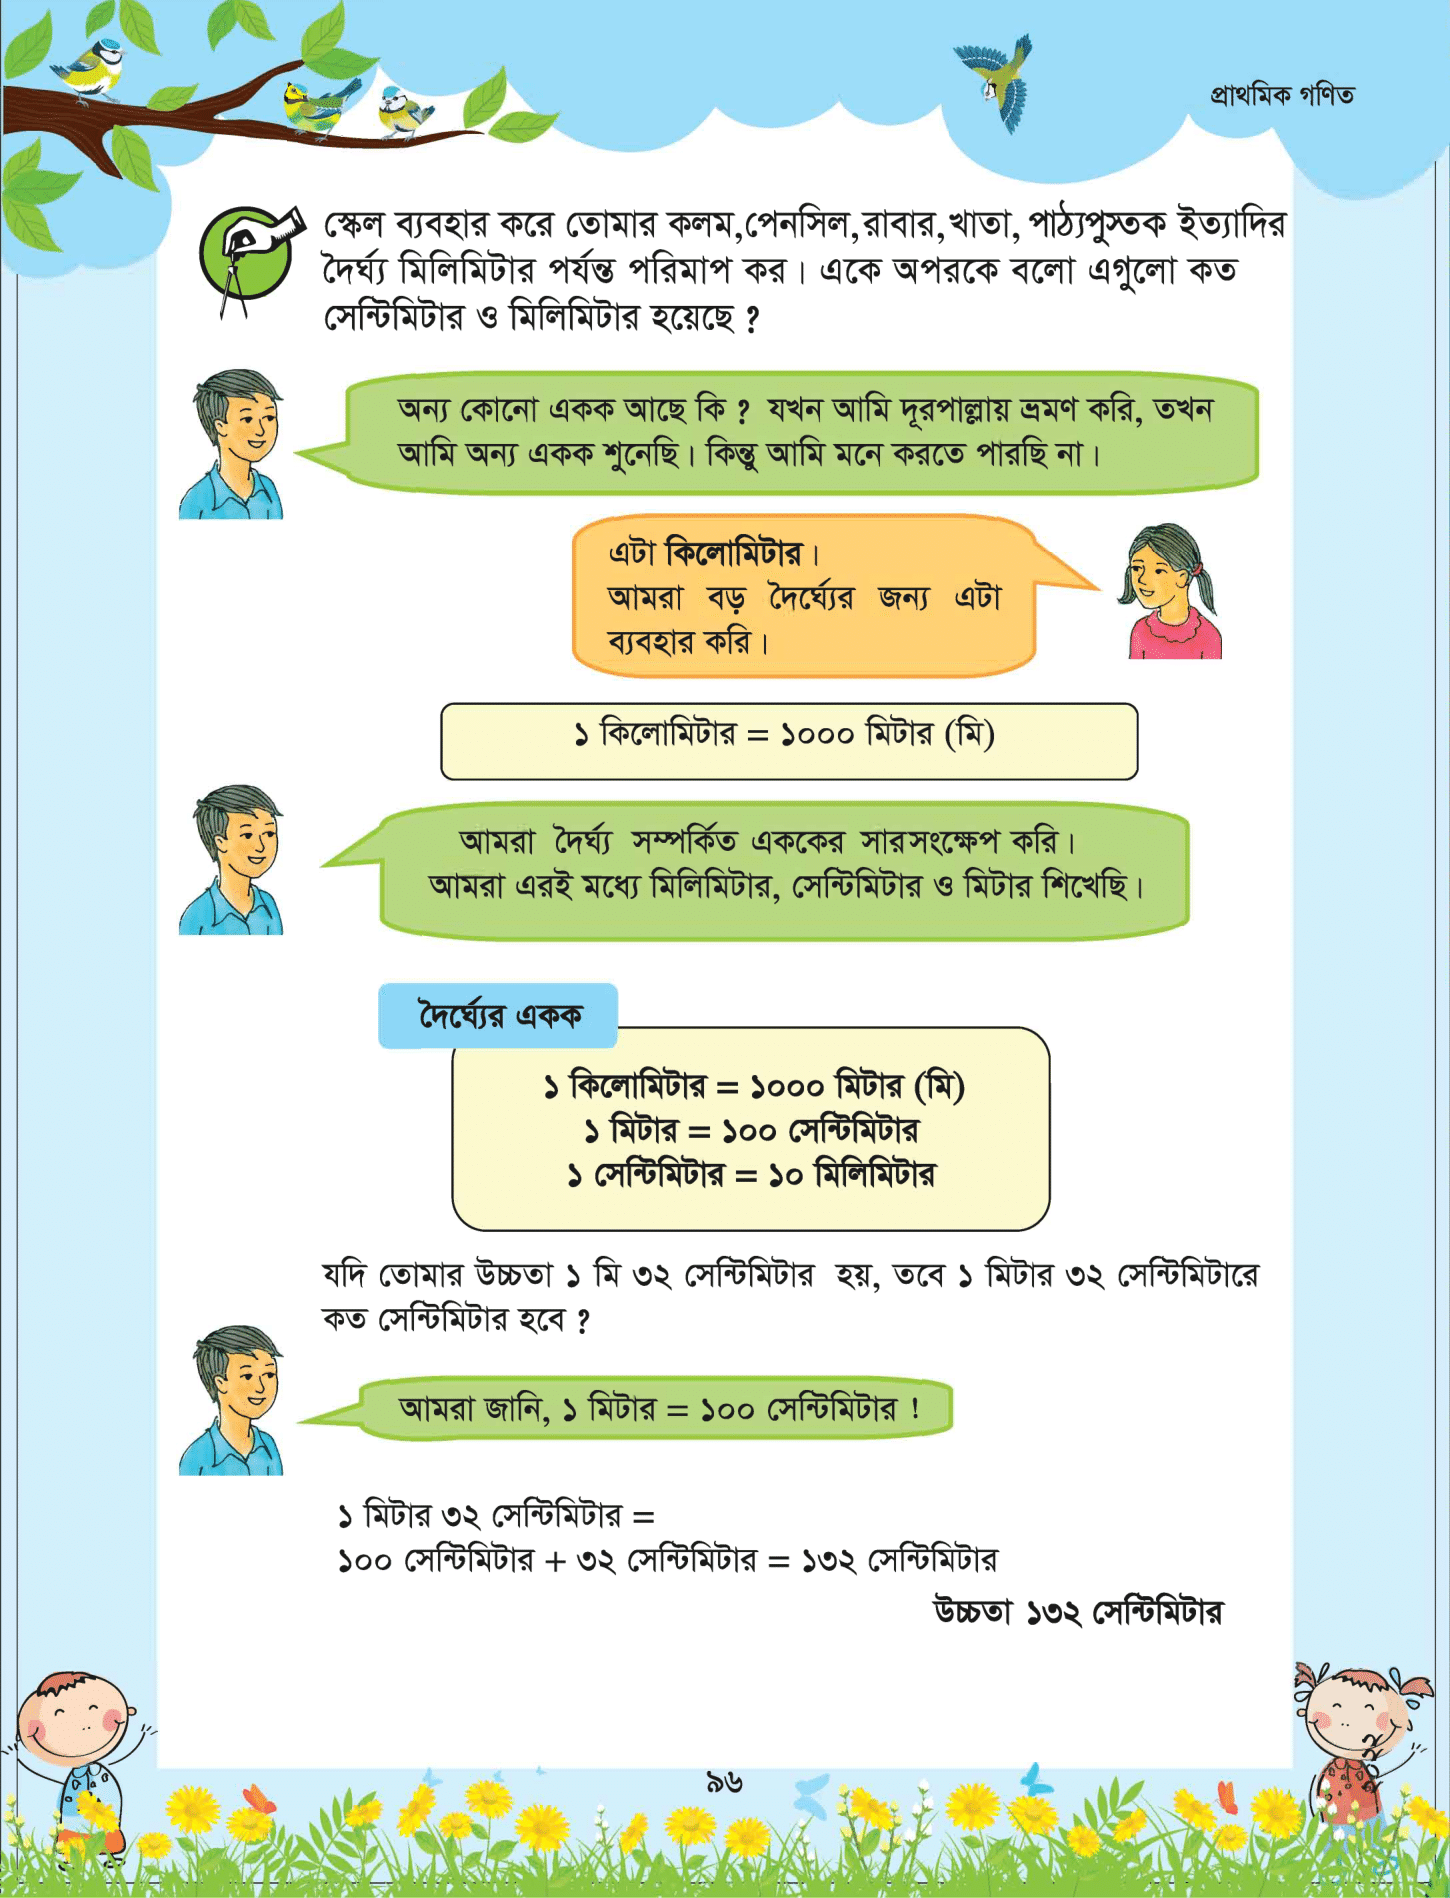 প্রাথমিক গণিত
স্কেল ব্যবহার করে তোমার কলম,পেনসিল,রাবার,খাতা, পাঠ্যপুস্তক ইত্যাদির
দৈর্ঘ্য মিলিমিটার পর্যন্ত পরিমাপ কর। একে অপরকে বলো এগুলো কত
সেন্টিমিটার ও মিলিমিটার হয়েছে ?
অন্য কোনো একক আছে কি ? যখন আমি দূরপাল্লায় ভ্রমণ করি, তখন
আমি অন্য একক শুনেছি। কিন্তু আমি মনে করতে পারছি না।
এটা কিলোমিটার।
আমরা বড় দৈর্ঘ্যের জন্য এটা
ব্যবহার করি।
১ কিলোমিটার = ১০০০ মিটার (মি)
আমরা দৈর্ঘ্য সম্পর্কিত এককের সারসংক্ষেপ করি।
আমরা এরই মধ্যে মিলিমিটার, সেন্টিমিটার ও মিটার শিখেছি।
দৈর্ঘ্যের একক
১ কিলোমিটার = ১০০০ মিটার (মি)
১ মিটার = ১০০ সেন্টিমিটার
১ সেন্টিমিটার = ১০ মিলিমিটার
যদি তোমার উচ্চতা ১ মি ৩২ সেন্টিমিটার হয়, তবে ১ মিটার ৩২ সেন্টিমিটারে
কত সেন্টিমিটার হবে ?
আমরা জানি, ১ মিটার = ১০০ সেন্টিমিটার !
১ মিটার ৩২ সেন্টিমিটার =
১০০ সেন্টিমিটার + ৩২ সেন্টিমিটার = ১৩২ সেন্টিমিটার
উচ্চতা ১৩২ সেন্টিমিটার
৯৬